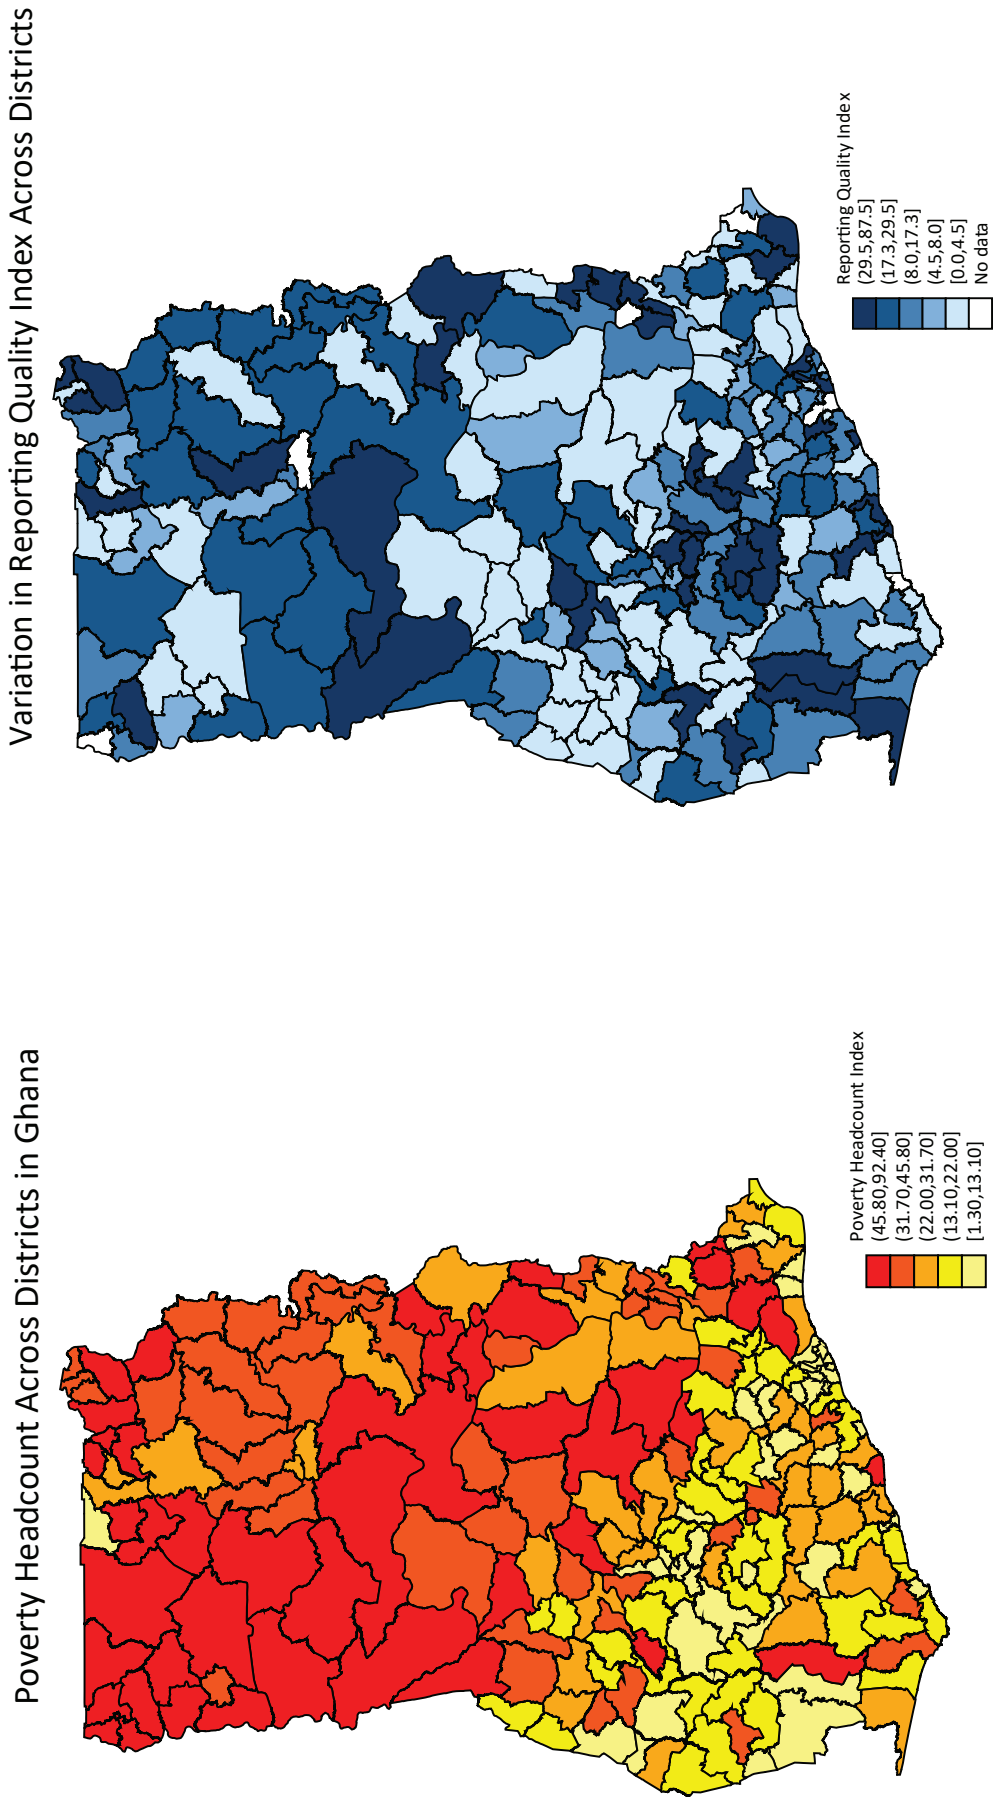 Poverty Headcount Across Districts in Ghana
Poverty Headcount Index
(45.80,92.40]
(31.70,45.80]
(22.00,31.70]
(13.10,22.00]
[1.30,13.10]
Variation in Reporting Quality Index Across Districts
Reporting Quality Index
(29.5,87.5]
(17.3,29.5]
(8.0,17.3]
(4.5,8.0]
[0.0,4.5]
No data